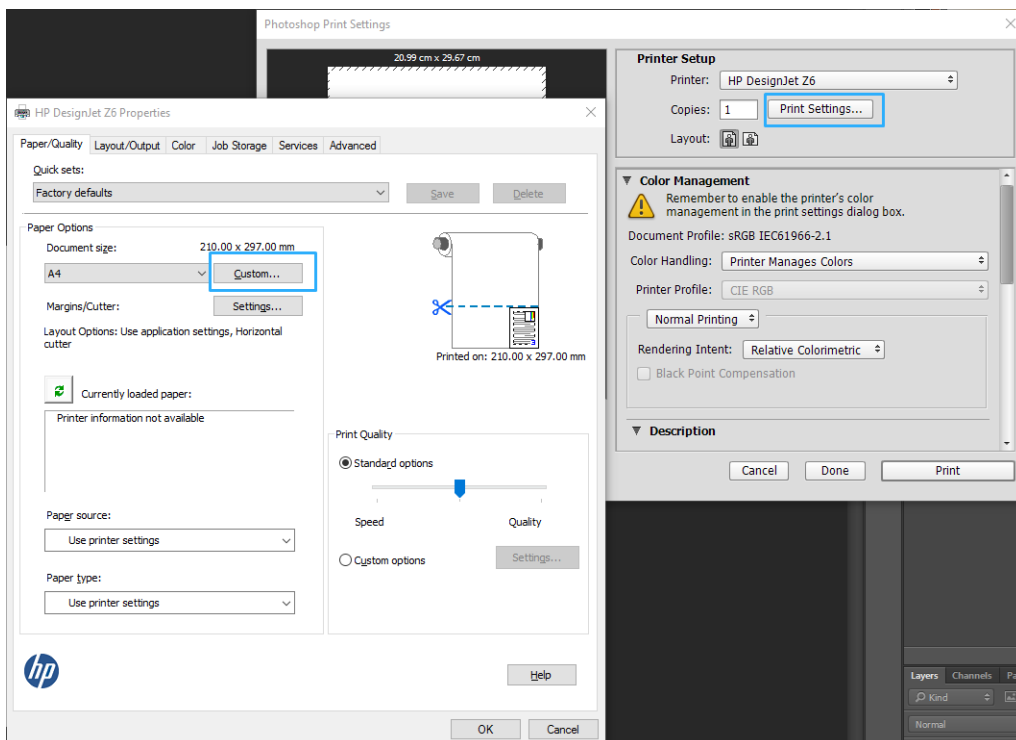 Photoshop Print Settings
20.99 cm x 29.67 cm
Printer Setup
Printer: HP DesignJet Z6
Copies: 1 Print Settings...
Layout:
Color Management
Remember to enable the printer's color
management in the print settings dialog box.
Document Profile: sRGB IEC61966-2.1
Color Handling: Printer Manages Colors
Printer Profile: CIE RGB
Normal Printing
Rendering Intent: Relative Colorimetric
Black Point Compensation
Description
Cancel Done Print
HP DesignJet Z6 Properties
Paper/Quality Layout/Output Color Job Storage Services Advanced
Quick sets:
Factory defaults Save Delete
Paper Options
Document size: 210.00 x 297.00 mm
A4 Custom...
Margins/Cutter: Settings...
Layout Options: Use application settings, Horizontal
cutter
Printed on: 210.00 x 297.00 mm
Currently loaded paper:
Printer information not available
Paper source:
Use printer settings
Paper type:
Use printer settings
Print Quality
Standard options
Speed Quality
Custom options Settings...
hp
Help
OK Cancel
Layers Channels Pa
Kind
Normal